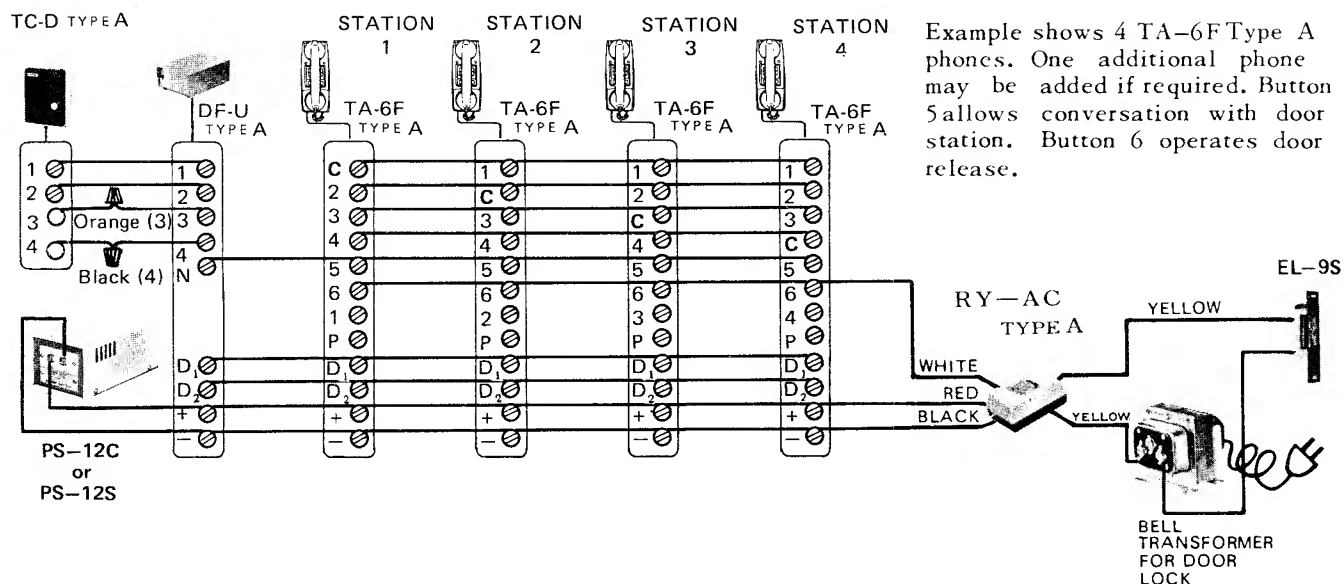 TC-D TYPE A
DF-U
TYPE A
STATION
1
TA-6F
TYPE A
STATION
2
TA-6F
TYPE A
STATION
3
TA-6F
TYPE A
STATION
4
TA-6F
TYPE A
Example shows 4 TA-6F Type A
phones. One additional phone
may be added if required. Button
5 allows conversation with door
station. Button 6 operates door
release.
1
2
3
4
Orange (3)
Black (4)
1
2
3
4
N
D1
D2
+
−
C
2
3
4
5
6
1
P
D1
D2
+
−
1
C
3
4
5
6
2
P
D1
D2
+
−
1
2
C
4
5
6
3
P
D1
D2
+
−
1
2
3
C
5
6
4
P
D1
D2
+
−
PS-12C
or
PS-12S
WHITE
RED
BLACK
RY-AC
TYPE A
YELLOW
YELLOW
EL-9S
BELL
TRANSFORMER
FOR DOOR
LOCK